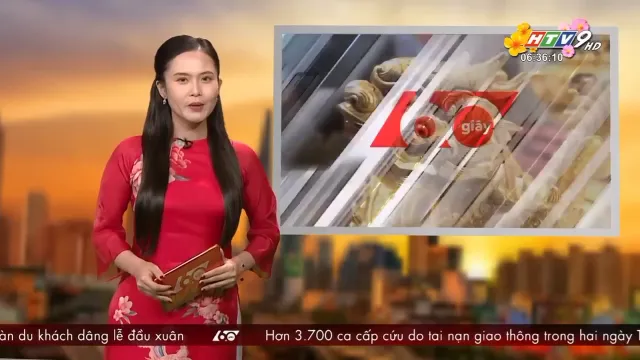 HTV9 HD
06:36:10
60 giây
àn du khách dâng lễ đầu xuân 60 Hơn 3.700 ca cấp cứu do tai nạn giao thông trong hai ngày T